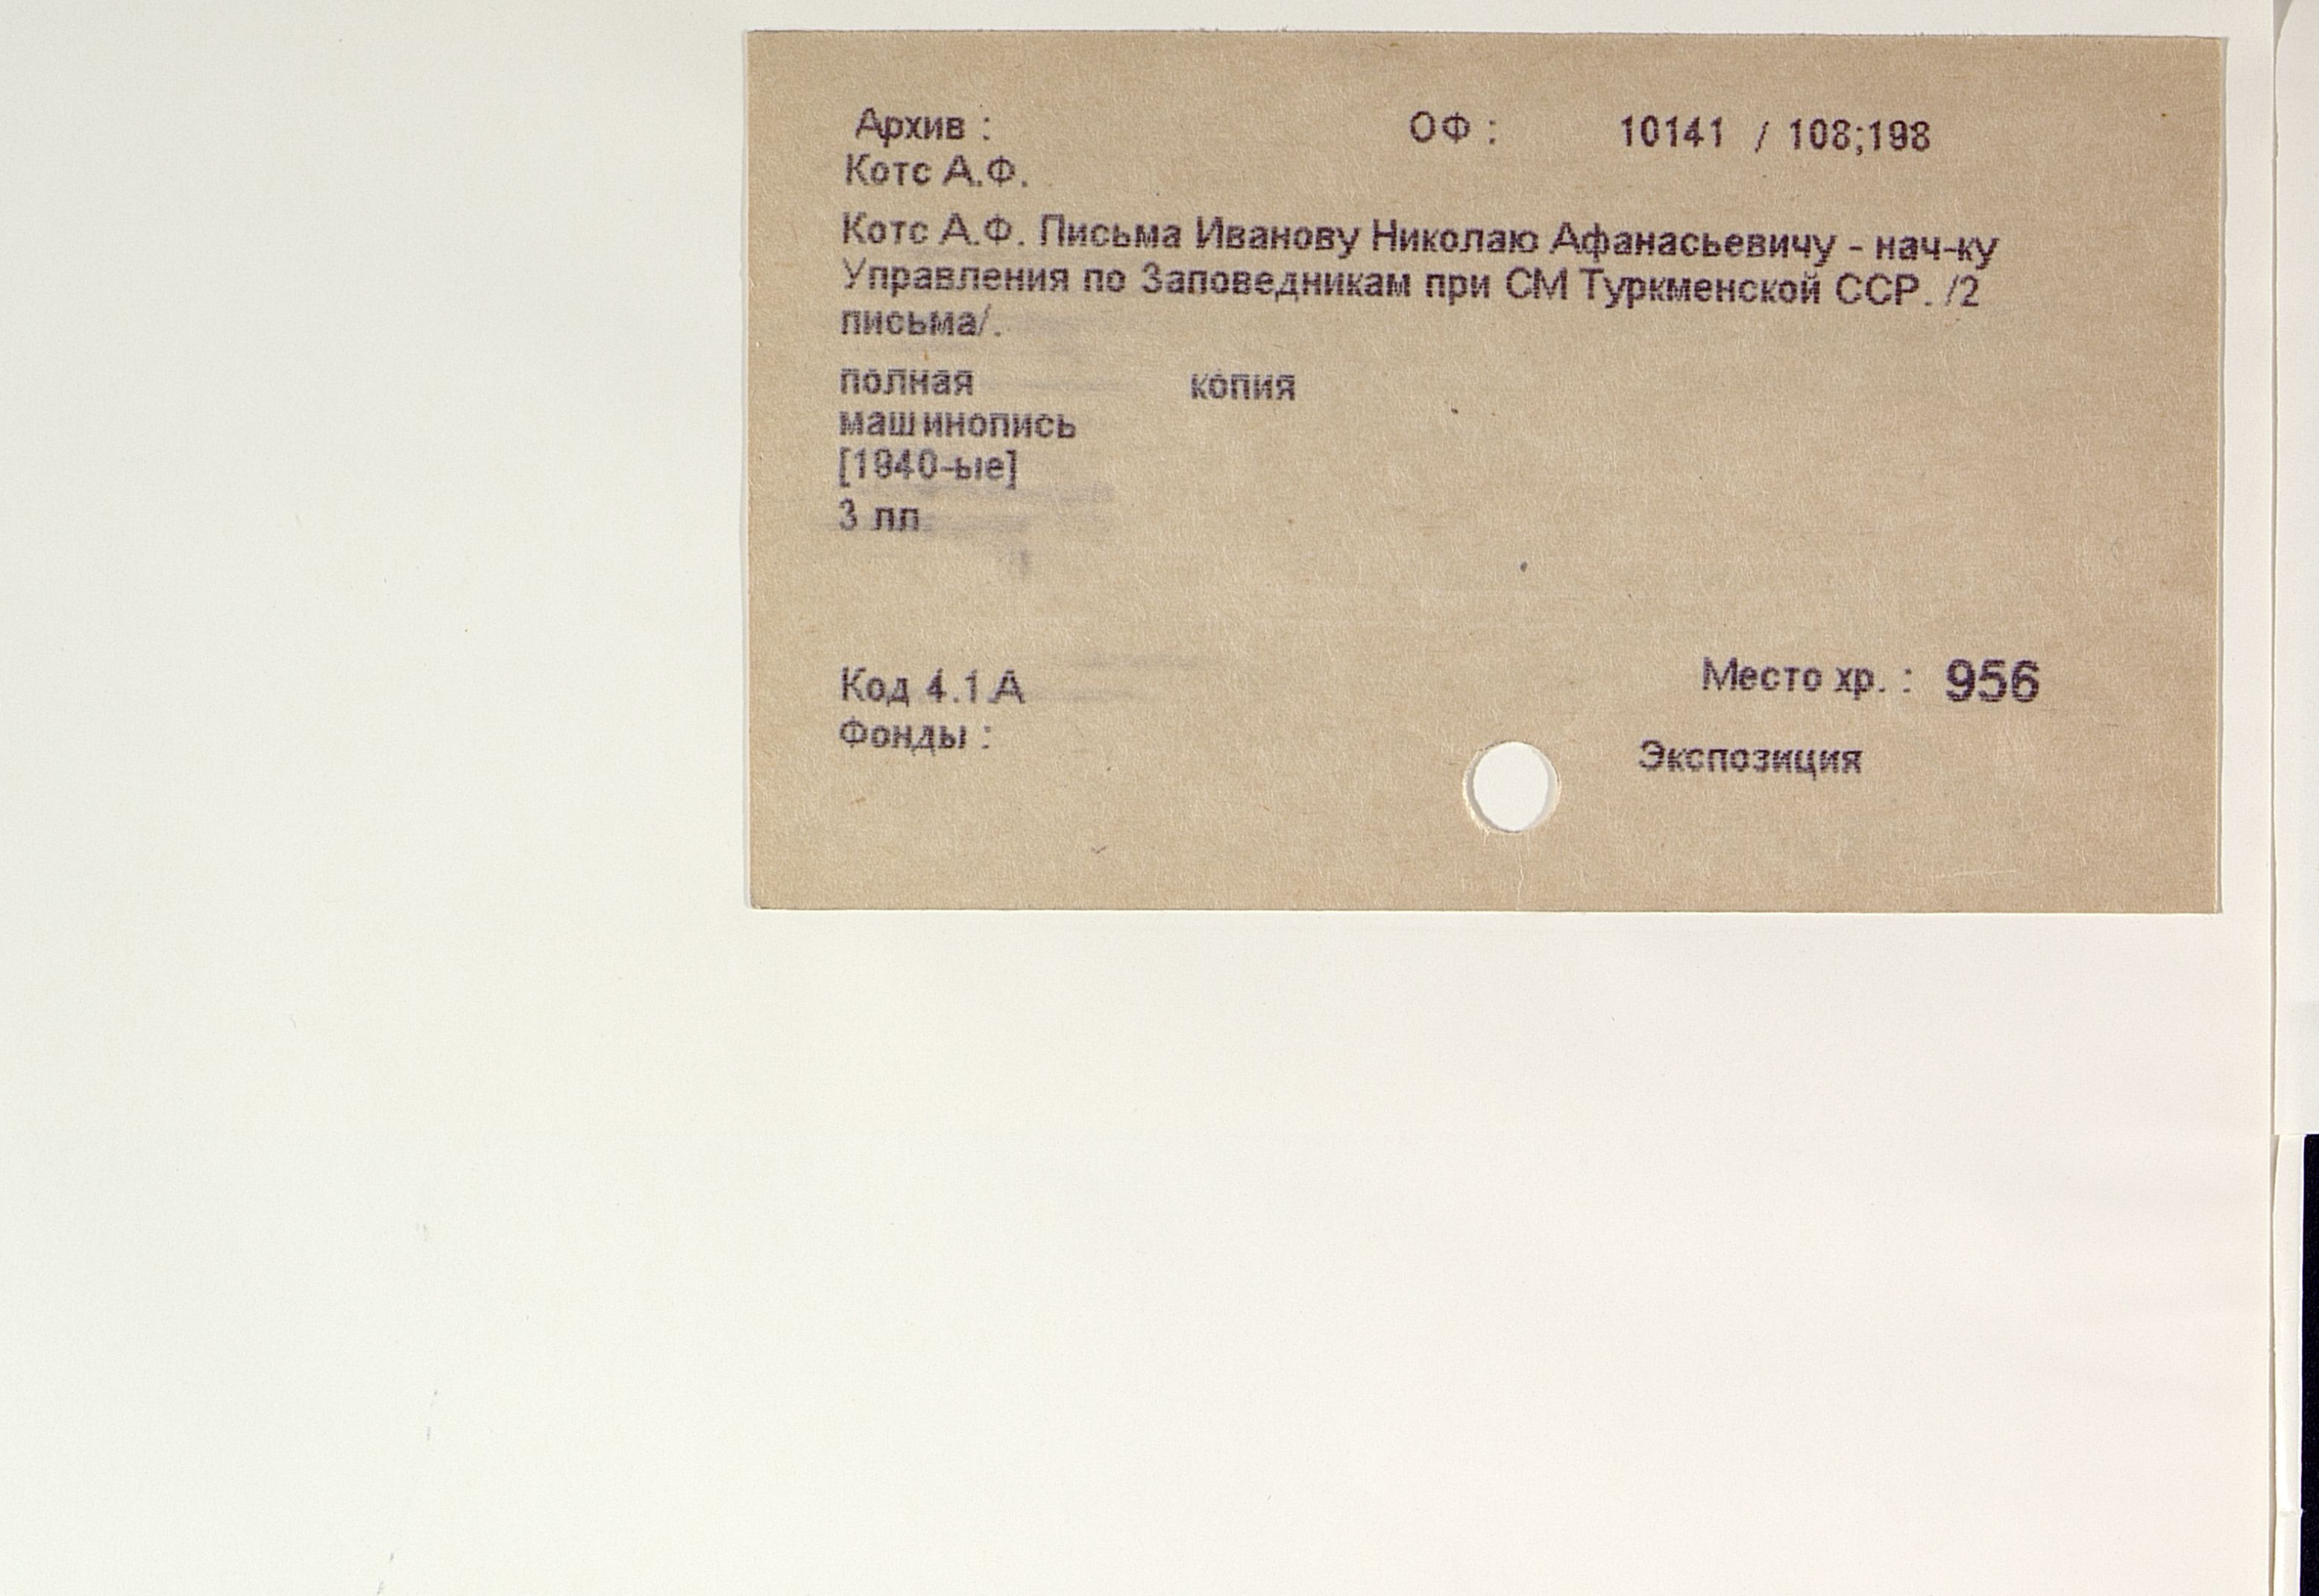 Архив : ОФ : 10141 / 108;198
Котс А.Ф.
Котс А.Ф. Письма Иванову Николаю Афанасьевичу - нач-ку
Управления по Заповедникам при СМ Туркменской ССР. /2
письма/.
полная копия
машинопись
[1940-ые]
3 лл
Код 4.1.А Место хр. : 956
Фонды : Экспозиция